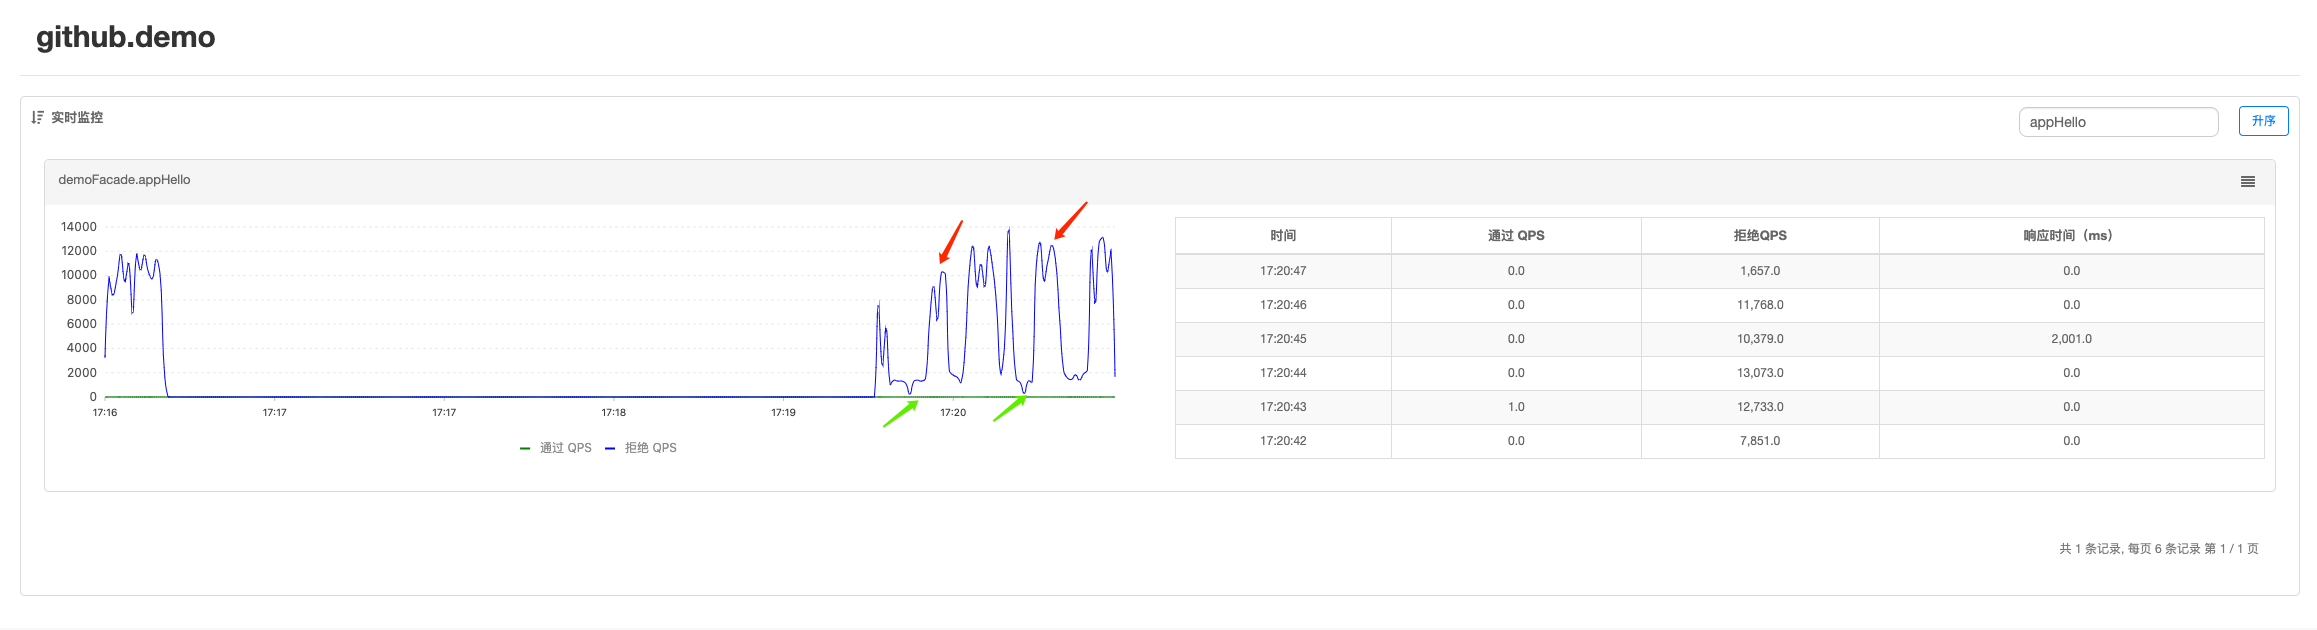 github.demo
实时监控
appHello
升序
demoFacade.appHello
14000
12000
10000
8000
6000
4000
2000
0
17:16 17:17 17:17 17:18 17:19 17:20
通过 QPS 拒绝 QPS
时间 通过 QPS 拒绝QPS 响应时间（ms）
17:20:47 0.0 1,657.0 0.0
17:20:46 0.0 11,768.0 0.0
17:20:45 0.0 10,379.0 2,001.0
17:20:44 0.0 13,073.0 0.0
17:20:43 1.0 12,733.0 0.0
17:20:42 0.0 7,851.0 0.0
共 1 条记录, 每页 6 条记录 第 1 / 1 页